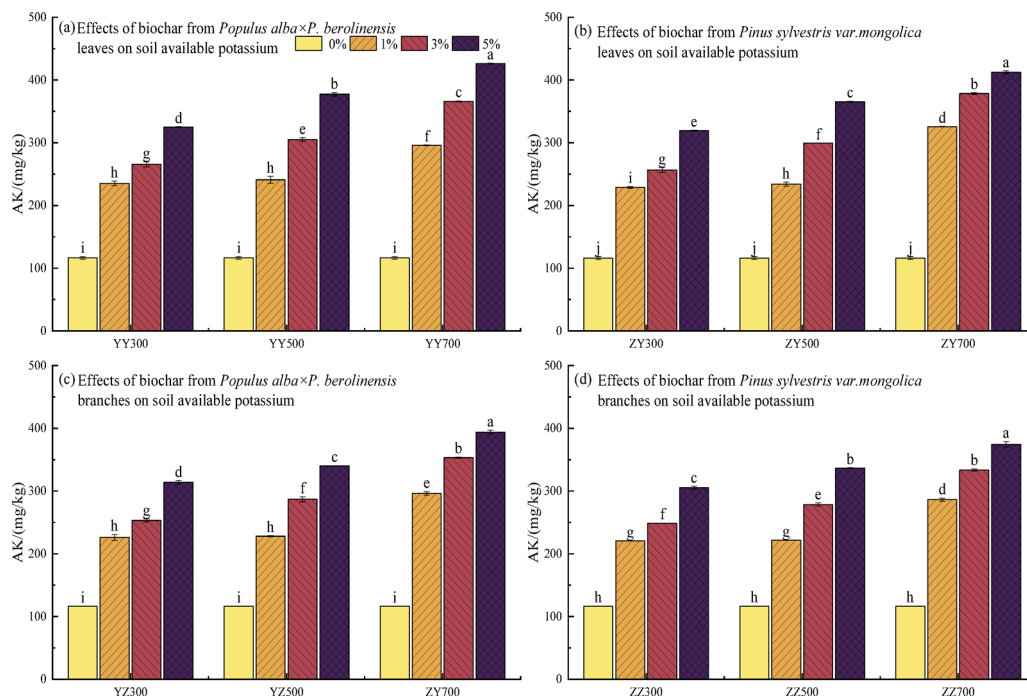 (a) Effects of biochar from Populus alba×P. berolinensis
leaves on soil available potassium
0% 1% 3% 5%
AK/(mg/kg)
500
400
300
200
100
0
i h g d
i h e b
i f c a
YY300 YY500 YY700
(b) Effects of biochar from Pinus sylvestris var.mongolica
leaves on soil available potassium
AK/(mg/kg)
500
400
300
200
100
0
j i g e
j h f c
j d b a
ZY300 ZY500 ZY700
(c) Effects of biochar from Populus alba×P. berolinensis
branches on soil available potassium
AK/(mg/kg)
500
400
300
200
100
0
i h g d
i h f c
i e b a
YZ300 YZ500 ZY700
(d) Effects of biochar from Pinus sylvestris var.mongolica
branches on soil available potassium
AK/(mg/kg)
500
400
300
200
100
0
h g f c
h g e b
h d b a
ZZ300 ZZ500 ZZ700